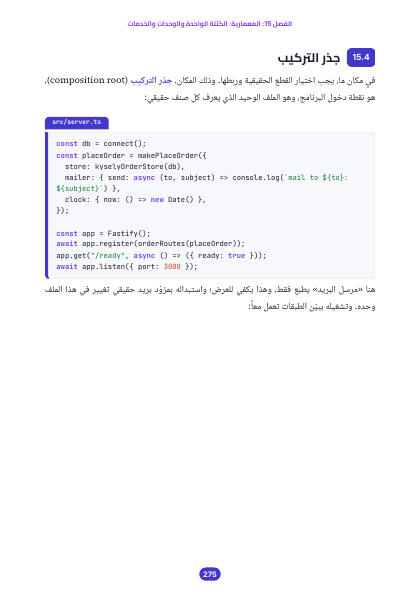 الفصل 15: المعمارية: الكتلة الواحدة والوحدات والخدمات
15.4 جذر التركيب
في مكان ما، يجب اختيار القطع الحقيقية وربطها. وذلك المكان، جذر التركيب (composition root)،
هو نقطة دخول البرنامج، وهو الملف الوحيد الذي يعرف كل صنف حقيقي:
src/server.ts
const db = connect();
const placeOrder = makePlaceOrder({
  store: kyselyOrderStore(db),
  mailer: { send: async (to, subject) => console.log(`mail to ${to}:
${subject}`) },
  clock: { now: () => new Date() },
});
const app = Fastify();
await app.register(orderRoutes(placeOrder));
app.get("/ready", async () => ({ ready: true }));
await app.listen({ port: 3000 });
هنا «مرسل البريد» يطبع فقط، وهذا يكفي للعرض؛ واستبداله بمزوّد بريد حقيقي تغيير في هذا الملف
وحده. وتشغيله يبيّن الطبقات تعمل معاً:
275